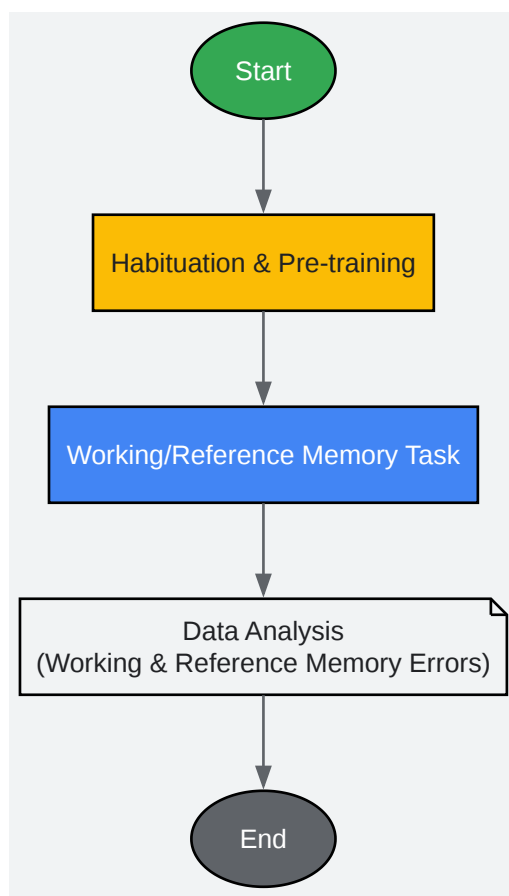 Start
Habituation & Pre-training
Working/Reference Memory Task
Data Analysis
(Working & Reference Memory Errors)
End